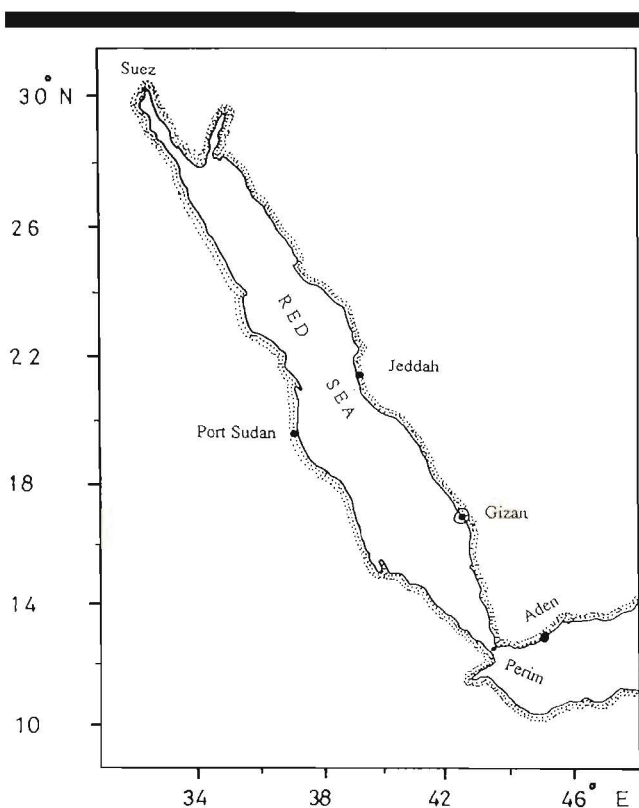 Suez
30° N
26
RED
SEA
22
Jeddah
Port Sudan
18
Gizan
14
Aden
Perim
10
34 38 42 46° E